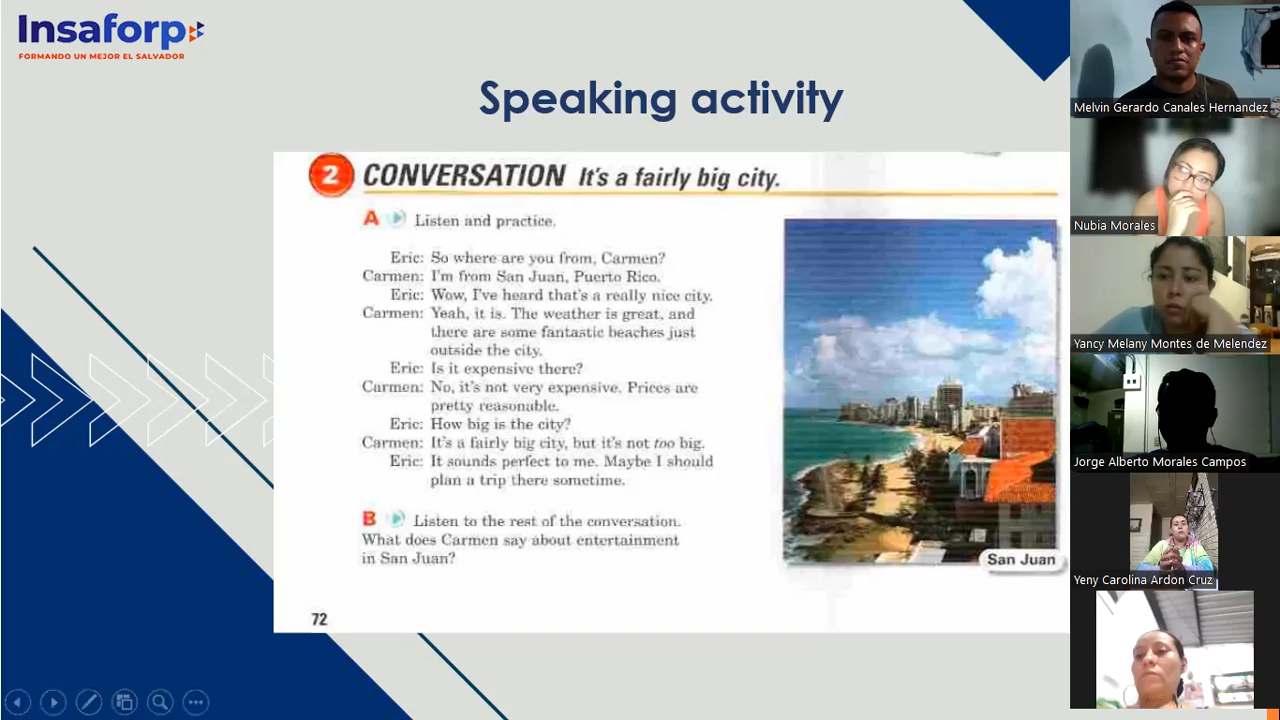 Insaforp
FORMANDO UN MEJOR EL SALVADOR
Speaking activity
2 CONVERSATION It's a fairly big city.
A Listen and practice.
Eric: So where are you from, Carmen?
Carmen: I'm from San Juan, Puerto Rico.
Eric: Wow, I've heard that's a really nice city.
Carmen: Yeah, it is. The weather is great, and
there are some fantastic beaches just
outside the city.
Eric: Is it expensive there?
Carmen: No, it's not very expensive. Prices are
pretty reasonable.
Eric: How big is the city?
Carmen: It's a fairly big city, but it's not too big.
Eric: It sounds perfect to me. Maybe I should
plan a trip there sometime.
B Listen to the rest of the conversation.
What does Carmen say about entertainment
in San Juan?
San Juan
72
Melvin Gerardo Canales Hernandez
Nubia Morales
Yancy Melany Montes de Melendez
Jorge Alberto Morales Campos
Yeny Carolina Ardon Cruz